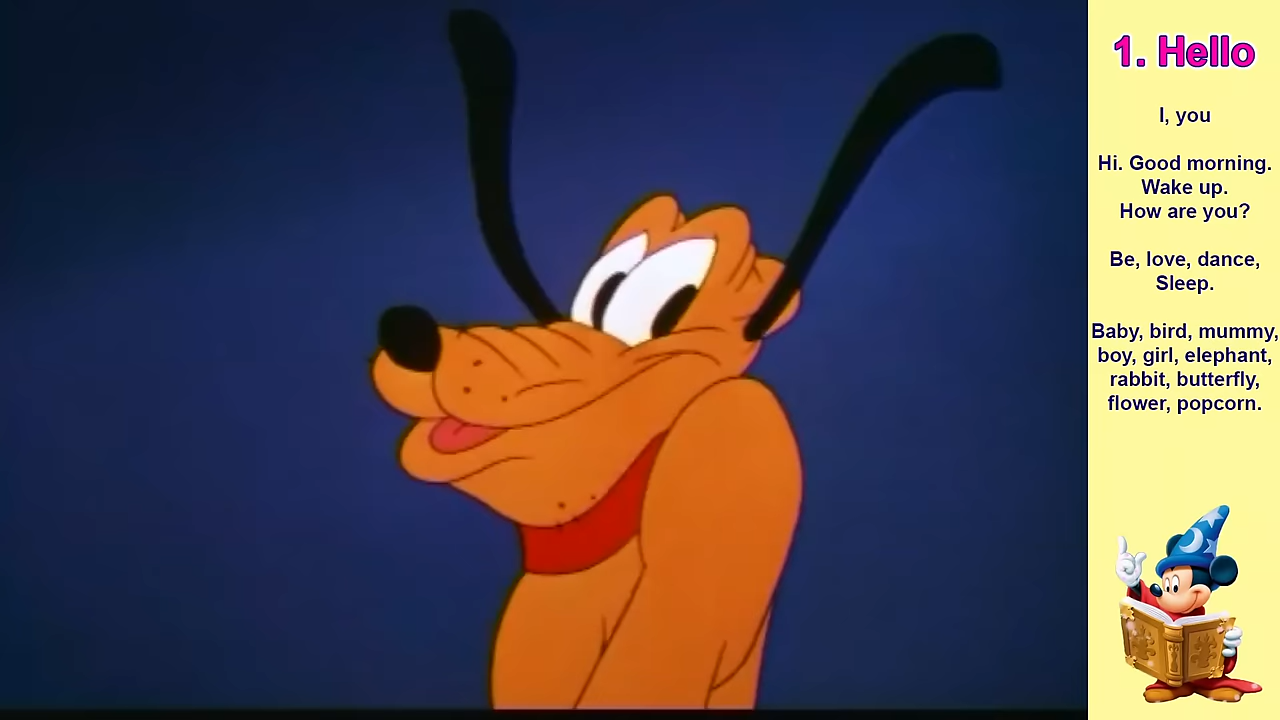 1. Hello
I, you
Hi. Good morning.
Wake up.
How are you?
Be, love, dance,
Sleep.
Baby, bird, mummy,
boy, girl, elephant,
rabbit, butterfly,
flower, popcorn.